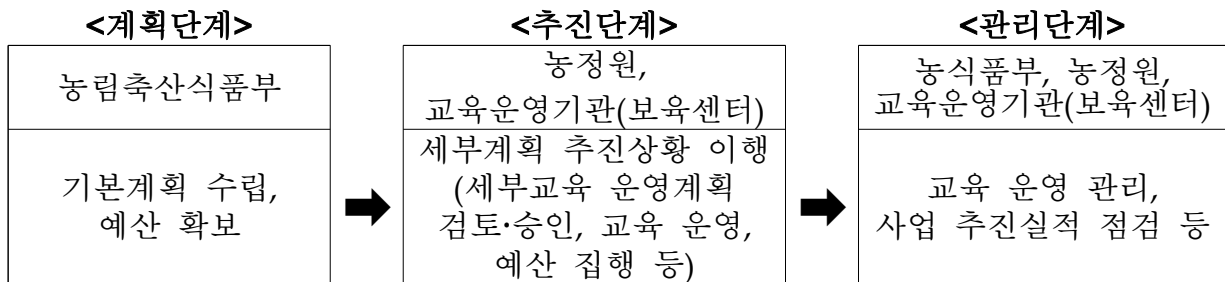 <계획단계>
농림축산식품부
기본계획 수립,
예산 확보
<추진단계>
농정원,
교육운영기관(보육센터)
세부계획 추진상황 이행
(세부교육 운영계획
검토·승인, 교육 운영,
예산 집행 등)
<관리단계>
농식품부, 농정원,
교육운영기관(보육센터)
교육 운영 관리,
사업 추진실적 점검 등